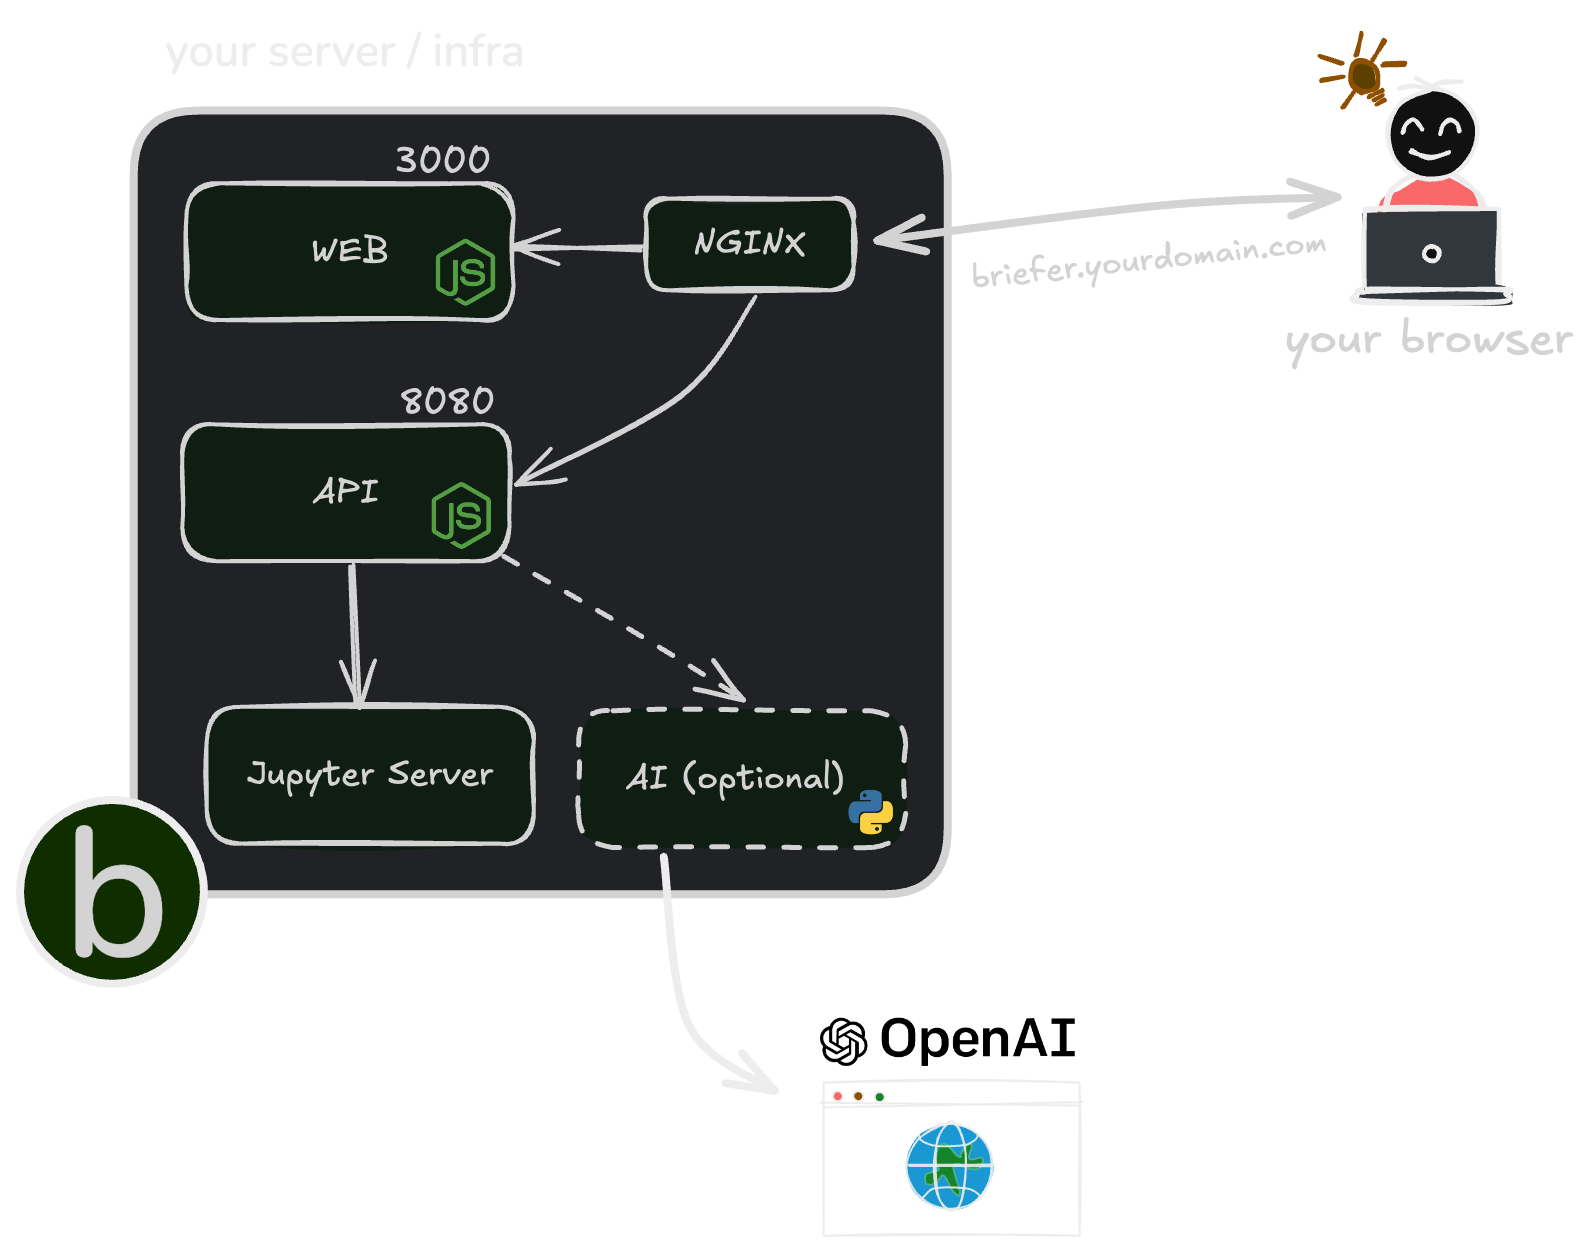 your server / infra
3000
WEB
JS
NGINX
briefer.yourdomain.com
your browser
8080
API
JS
Jupyter Server
AI (optional)
b
OpenAI